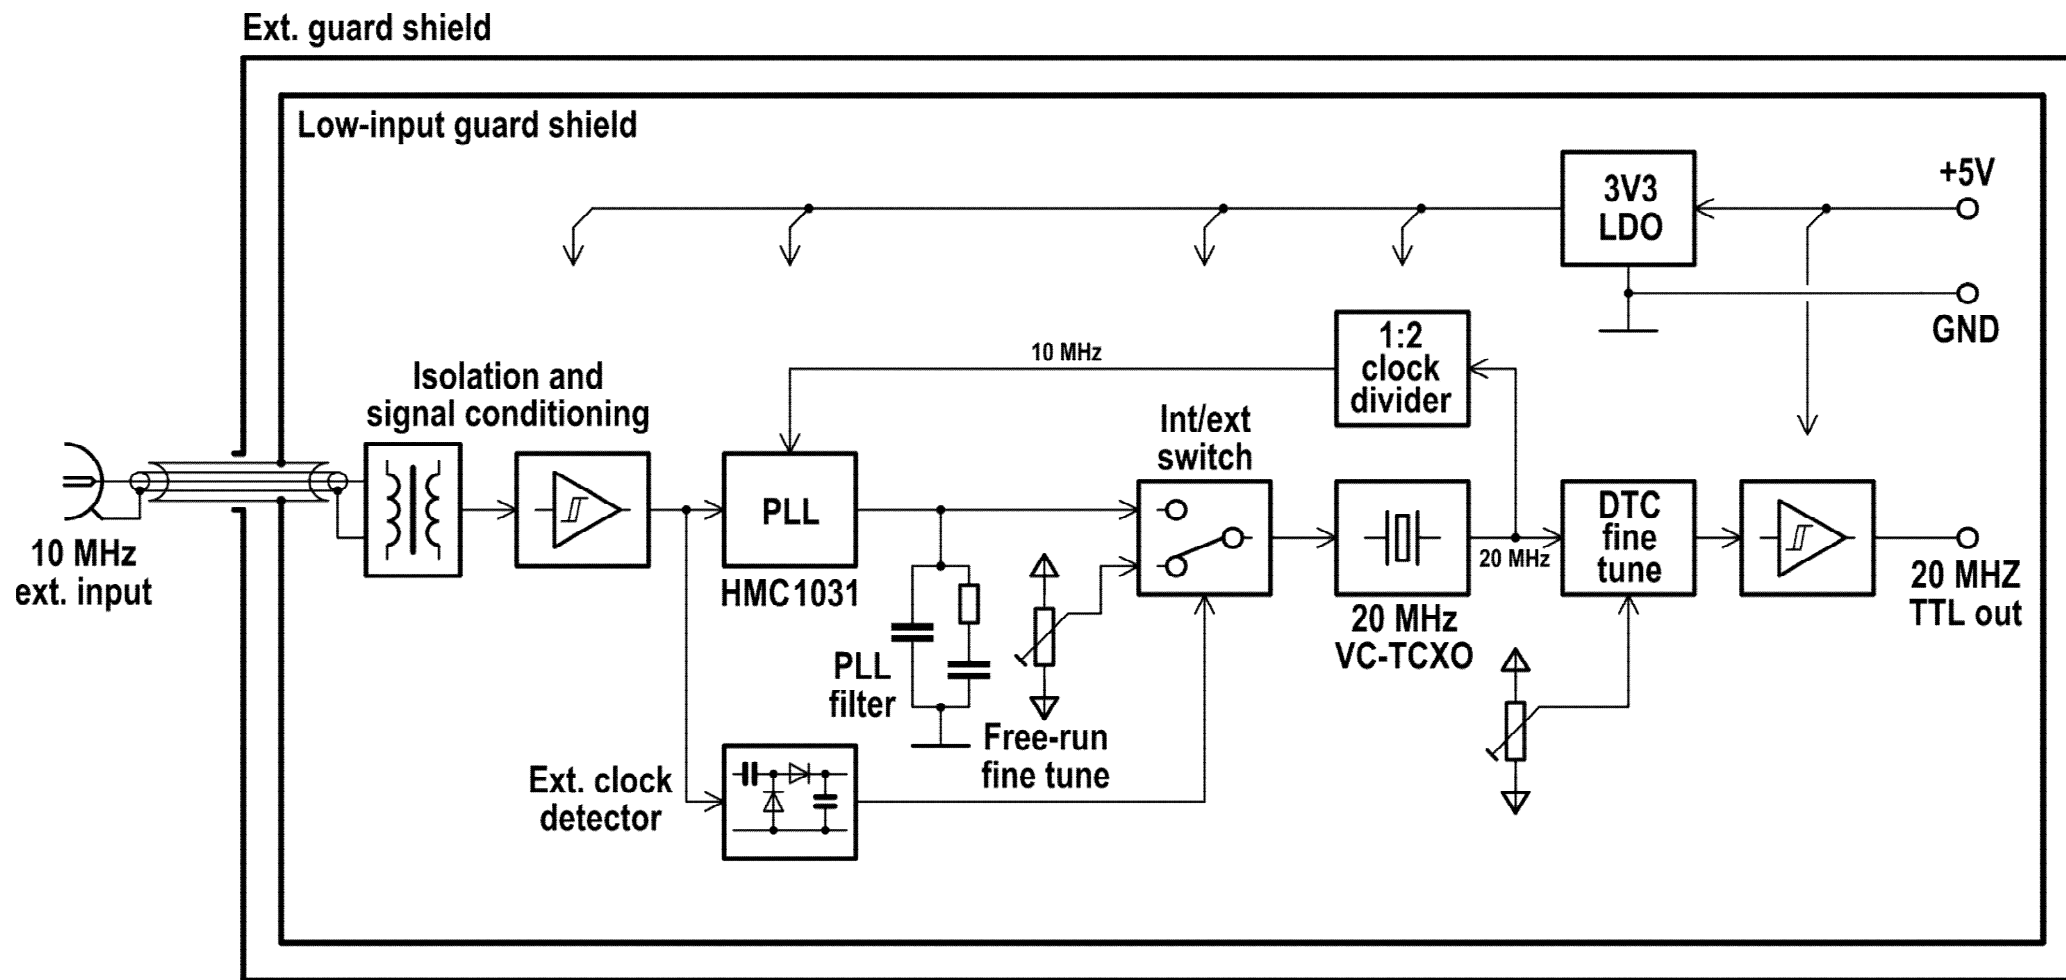 Ext. guard shield
Low-input guard shield
3V3
LDO
+5V
GND
1:2
clock
divider
10 MHz
Isolation and
signal conditioning
Int/ext
switch
10 MHz
ext. input
PLL
HMC1031
20 MHz
DTC
fine
tune
20 MHZ
TTL out
20 MHz
VC-TCXO
PLL
filter
Free-run
fine tune
Ext. clock
detector